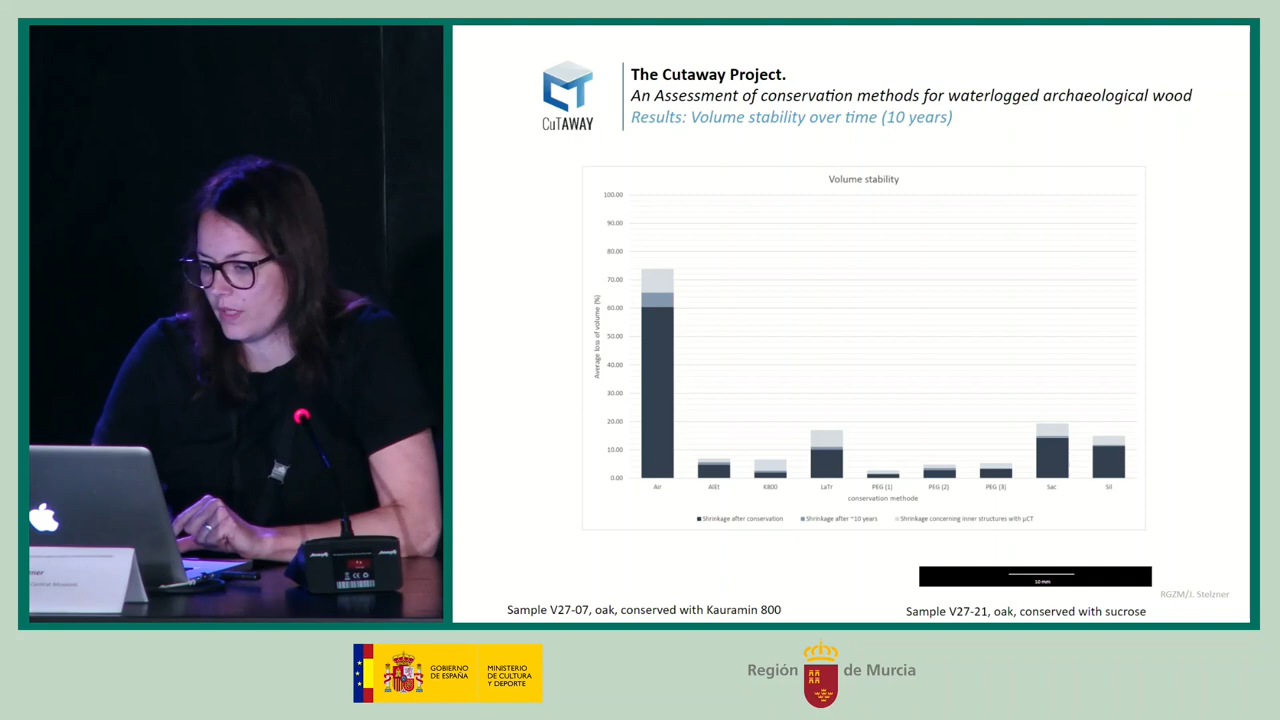 CuTAWAY
The Cutaway Project.
An Assessment of conservation methods for waterlogged archaeological wood
Results: Volume stability over time (10 years)
Volume stability
Average loss of volume (%)
100.00
90.00
80.00
70.00
60.00
50.00
40.00
30.00
20.00
10.00
0.00
Air
AlEt
K800
LaTr
PEG (1)
PEG (2)
PEG (3)
Sac
Sil
conservation methode
Shrinkage after conservation
Shrinkage after ~10 years
Shrinkage concerning inner structures with µCT
10 mm
RGZM/J. Stelzner
Sample V27-07, oak, conserved with Kauramin 800
Sample V27-21, oak, conserved with sucrose
GOBIERNO
DE ESPAÑA
MINISTERIO
DE CULTURA
Y DEPORTE
Región de Murcia